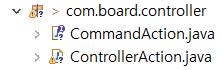 > com.board.controller
CommandAction.java
ControllerAction.java